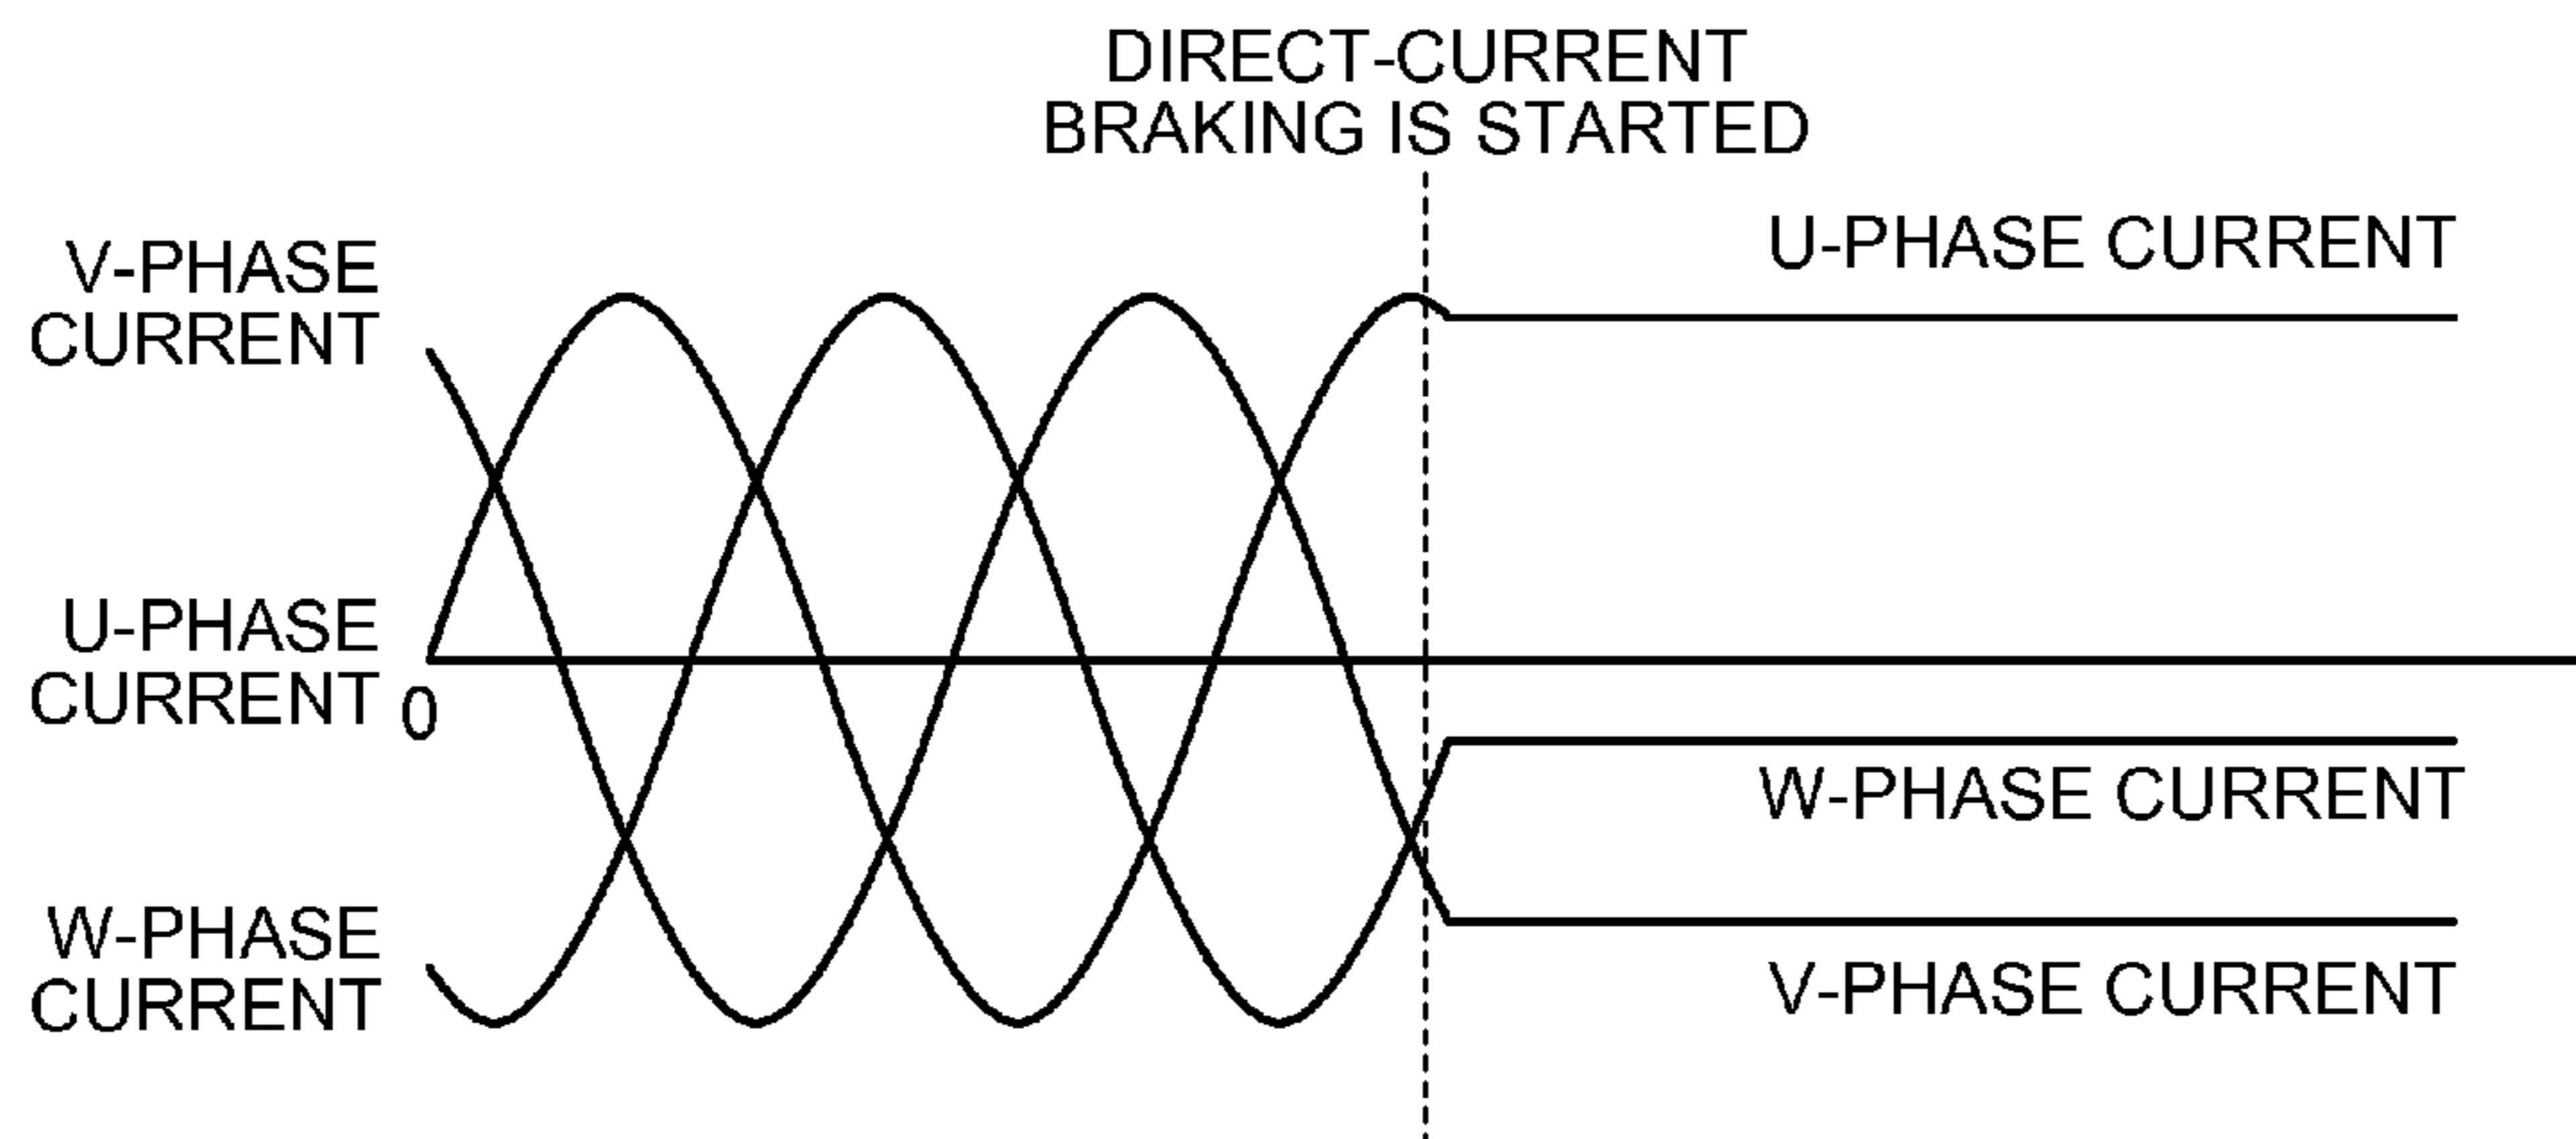 DIRECT-CURRENT
BRAKING IS STARTED
V-PHASE
CURRENT
U-PHASE CURRENT
U-PHASE
CURRENT
0
W-PHASE CURRENT
W-PHASE
CURRENT
V-PHASE CURRENT